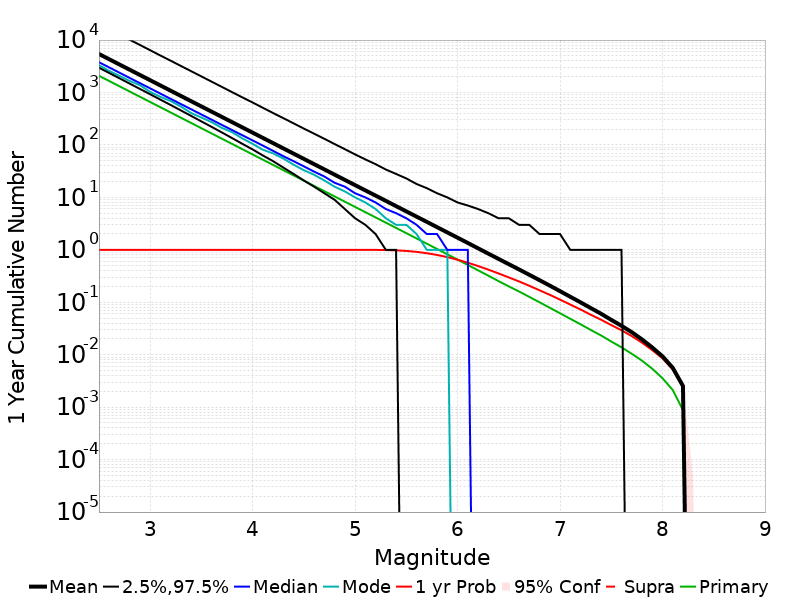 10^4
10^3
10^2
10^1
10^0
10^-1
10^-2
10^-3
10^-4
10^-5
1 Year Cumulative Number
3 4 5 6 7 8 9
Magnitude
Mean 2.5%,97.5% Median Mode 1 yr Prob 95% Conf Supra Primary